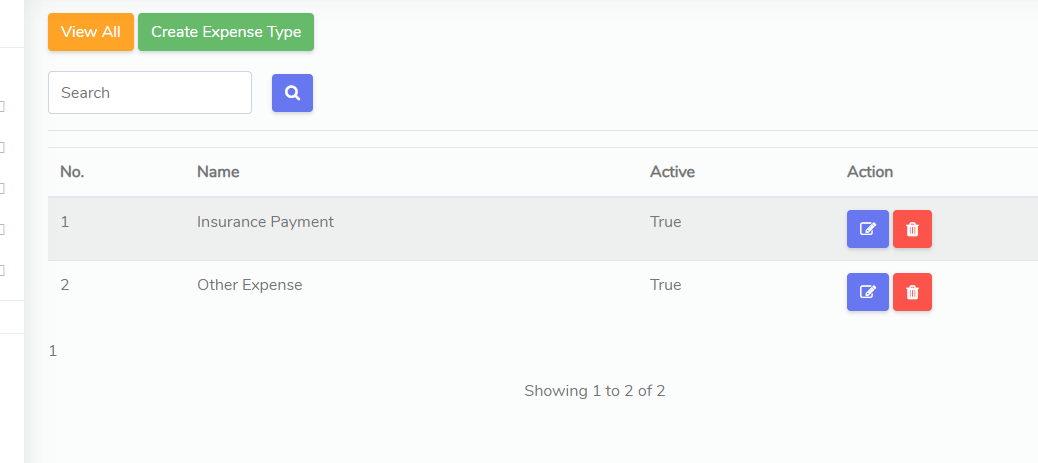 View All Create Expense Type
Search
No. Name Active Action
1 Insurance Payment True
2 Other Expense True
1
Showing 1 to 2 of 2